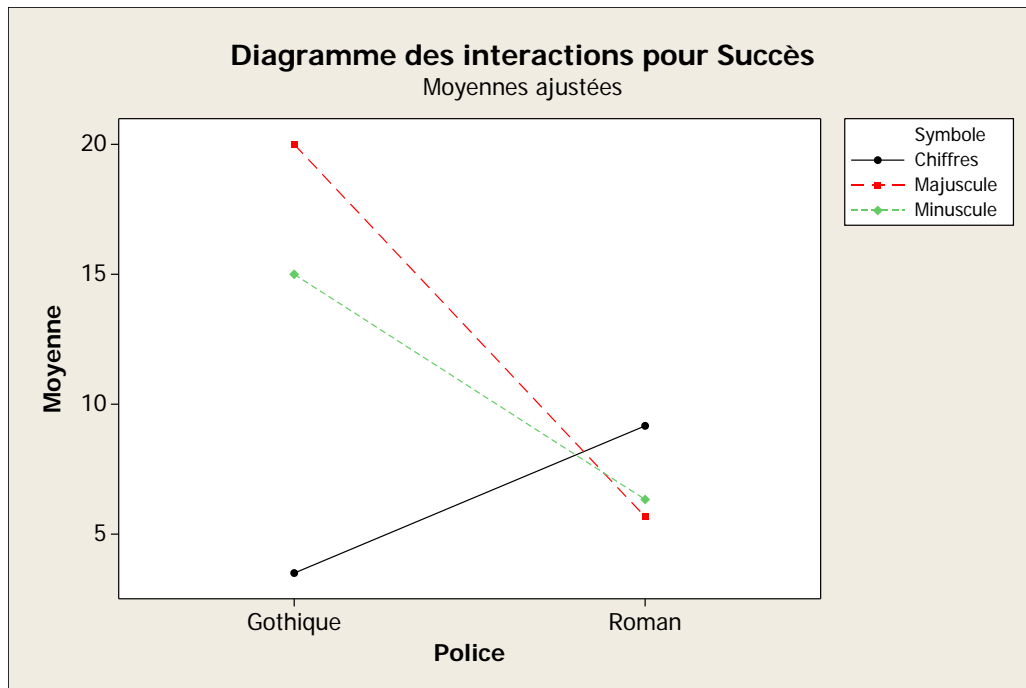 Diagramme des interactions pour Succès
Moyennes ajustées
Symbole
Chiffres
Majuscule
Minuscule
20
15
10
5
Moyenne
Gothique Roman
Police